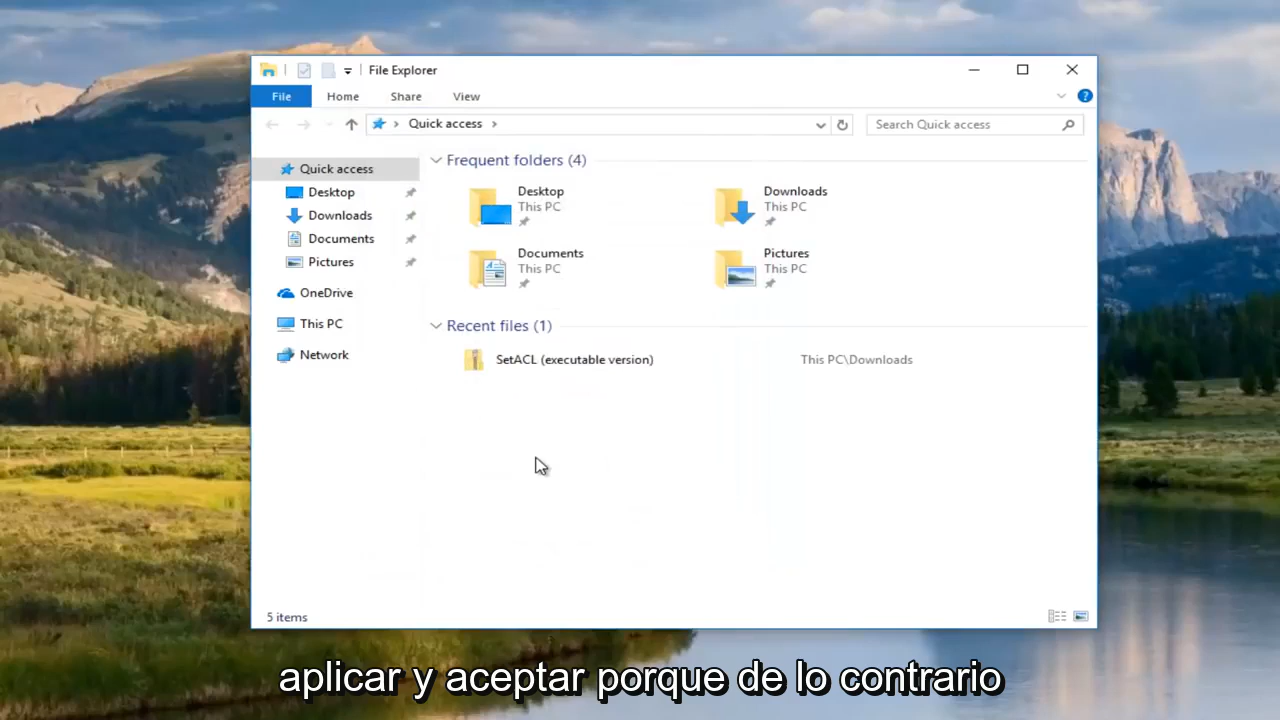 File Explorer
File Home Share View
Quick access
Search Quick access
Quick access
Desktop
Downloads
Documents
Pictures
OneDrive
This PC
Network
Frequent folders (4)
Desktop
This PC
Downloads
This PC
Documents
This PC
Pictures
This PC
Recent files (1)
SetACL (executable version) This PC\Downloads
5 items
aplicar y aceptar porque de lo contrario